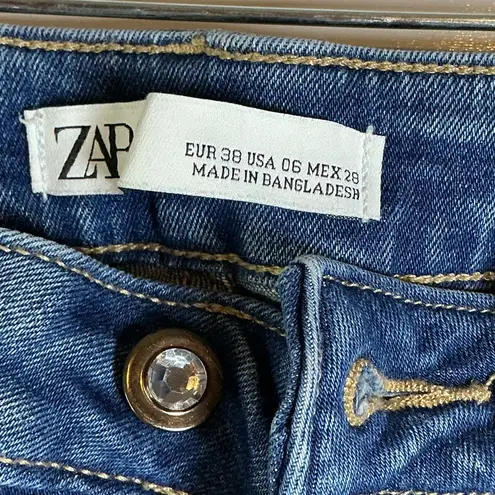 ZAR
EUR 38 USA 06 MEX 28
MADE IN BANGLADESH